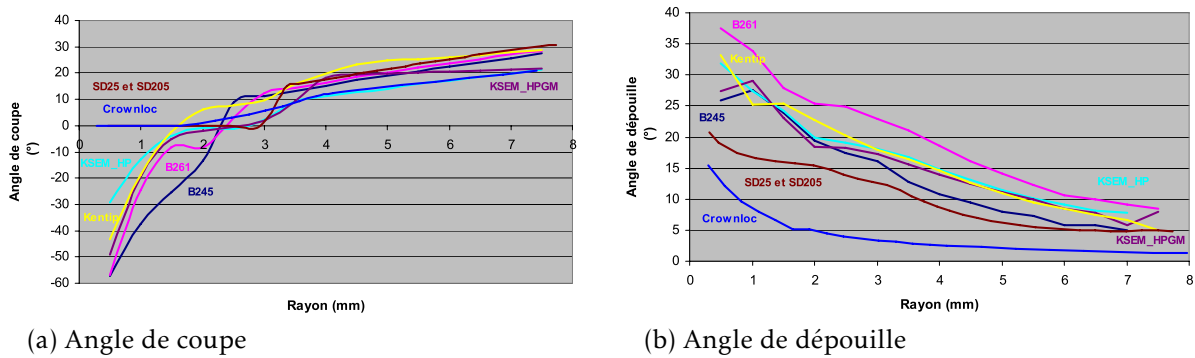 40
30
20
10
0
-10
-20
-30
-40
-50
-60
0 1 2 3 4 5 6 7 8
Angle de coupe
(°)
Rayon (mm)
SD25 et SD205
Crownloc
KSEM_HP
B261
B245
Kentip
KSEM_HPGM
(a) Angle de coupe
40
35
30
25
20
15
10
5
0
0 1 2 3 4 5 6 7 8
Angle de dépouille
(°)
Rayon (mm)
B261
Kentip
B245
SD25 et SD205
Crownloc
KSEM_HP
KSEM_HPGM
(b) Angle de dépouille